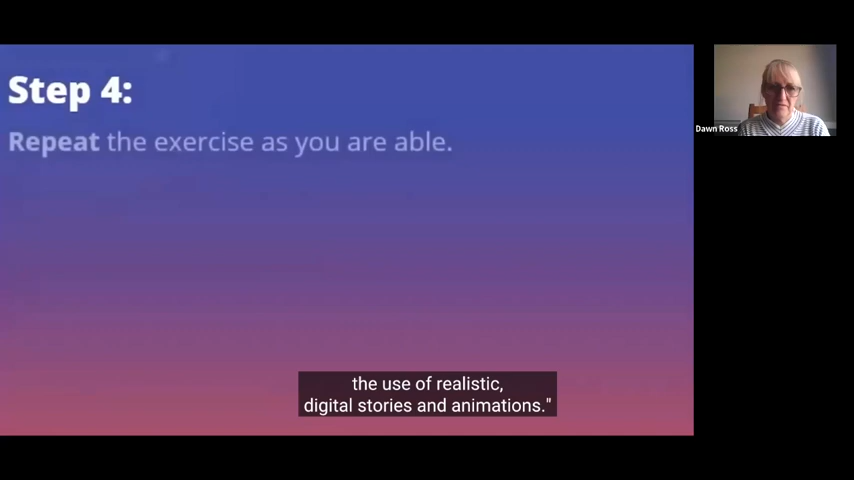 Step 4:
Repeat the exercise as you are able.
Dawn Ross
the use of realistic,
digital stories and animations."